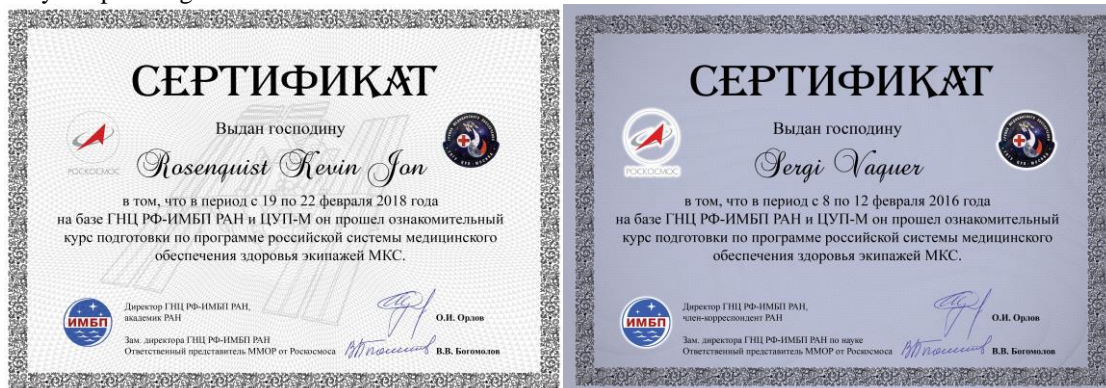 СЕРТИФИКАТ
Выдан господину
РОСКОСМОС
Rosenquist Kevin Jon
в том, что в период с 19 по 22 февраля 2018 года
на базе ГНЦ РФ-ИМБП РАН и ЦУП-М он прошел ознакомительный
курс подготовки по программе российской системы медицинского
обеспечения здоровья экипажей МКС.
ИМБП
Директор ГНЦ РФ-ИМБП РАН,
академик РАН
О.И. Орлов
Зам. директора ГНЦ РФ-ИМБП РАН
Ответственный представитель ММОР от Роскосмоса
В.В. Богомолов
СЕРТИФИКАТ
Выдан господину
РОСКОСМОС
Sergi Vaquer
в том, что в период с 8 по 12 февраля 2016 года
на базе ГНЦ РФ-ИМБП РАН и ЦУП-М он прошел ознакомительный
курс подготовки по программе российской системы медицинского
обеспечения здоровья экипажей МКС.
ИМБП
Директор ГНЦ РФ-ИМБП РАН,
член-корреспондент РАН
О.И. Орлов
Зам. директора ГНЦ РФ-ИМБП РАН по науке
Ответственный представитель ММОР от Роскосмоса
В.В. Богомолов